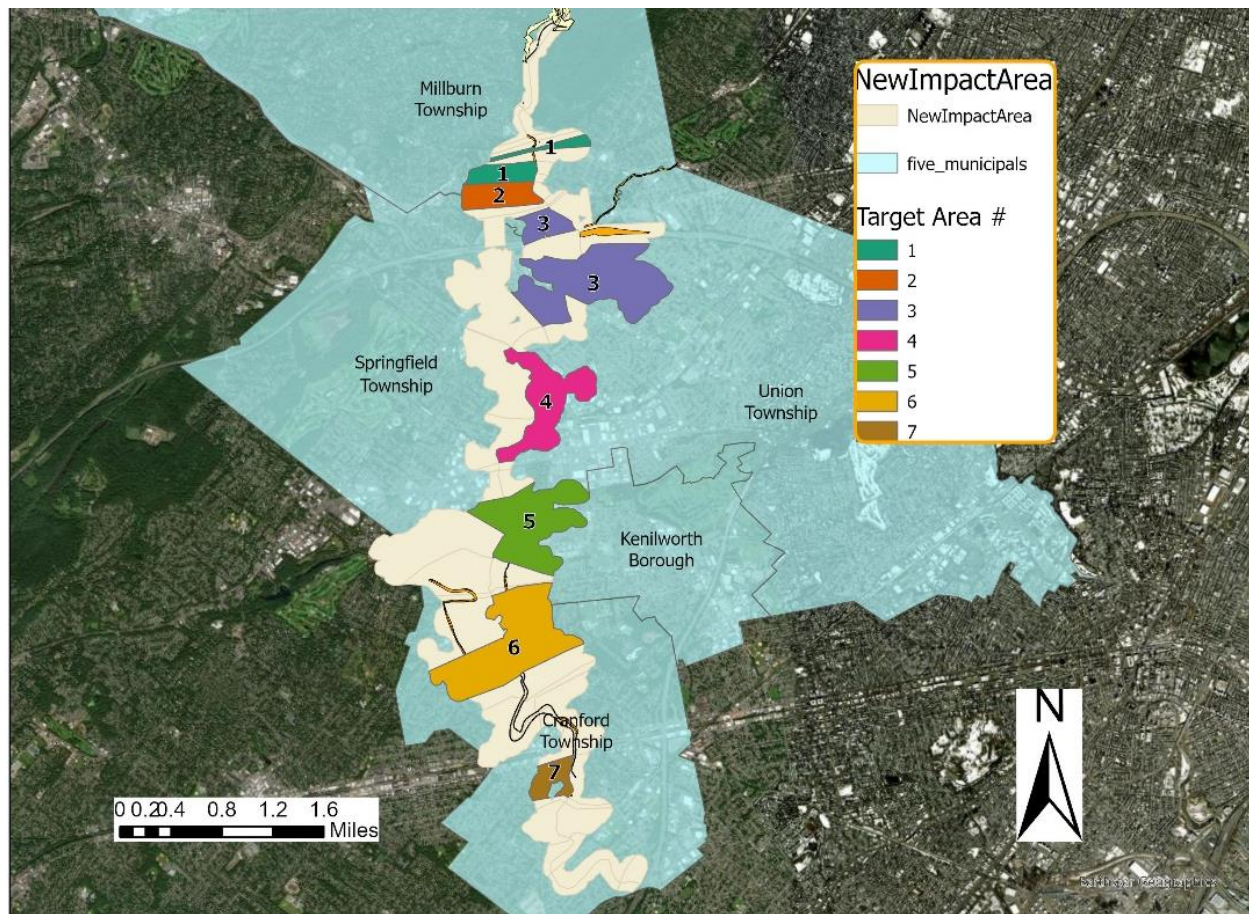 Millburn
Township
1
1
2
3
3
Springfield
Township
4
Union
Township
5
Kenilworth
Borough
6
Cranford
Township
7
NewImpactArea
NewImpactArea
five_municipals
Target Area #
1
2
3
4
5
6
7
0 0.20.4 0.8 1.2 1.6
Miles
N